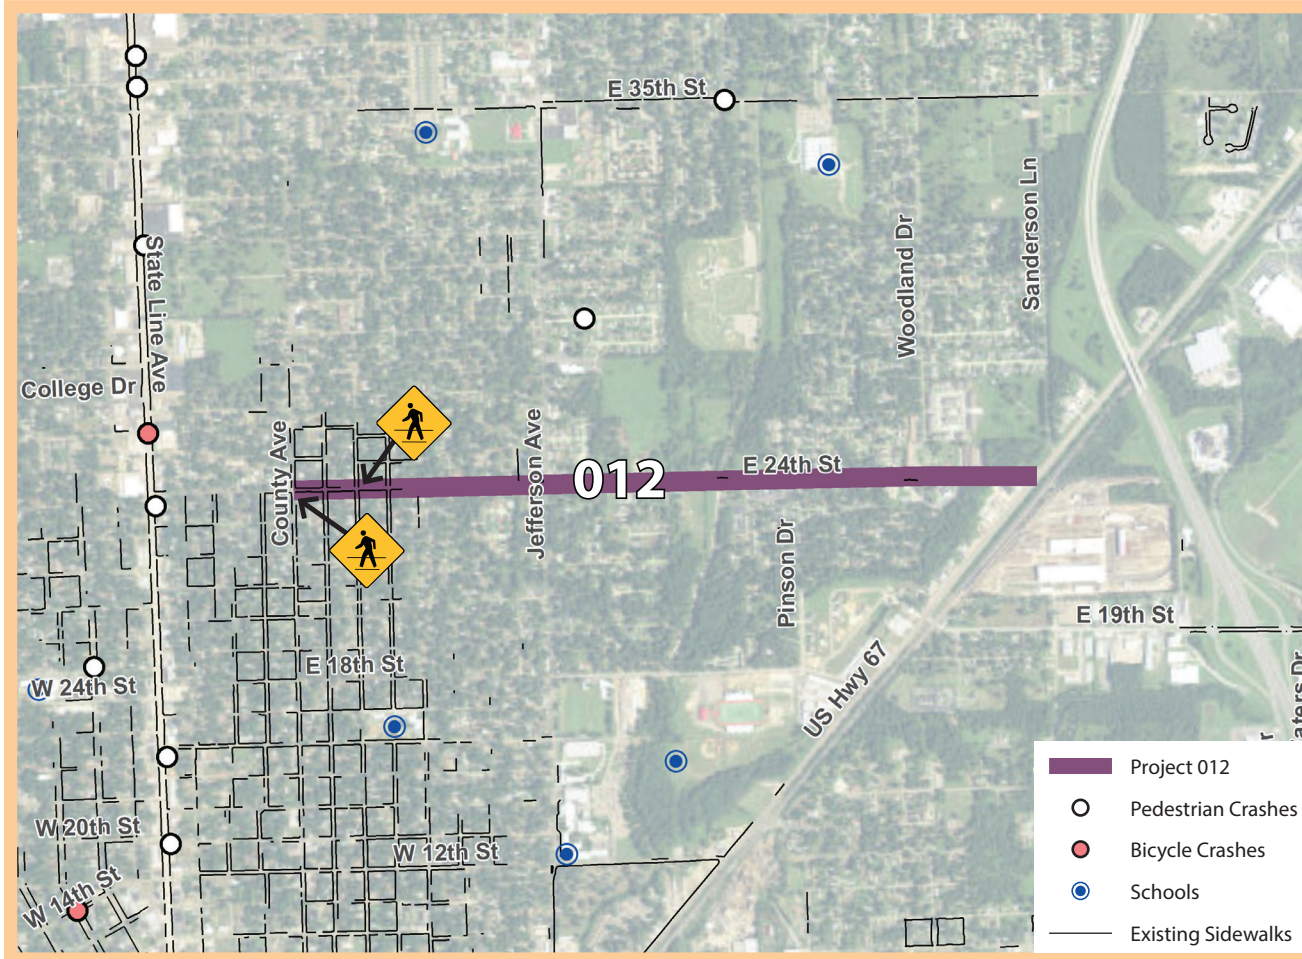 E 35th St
Sanderson Ln
Woodland Dr
State Line Ave
College Dr
County Ave
Jefferson Ave
012
E 24th St
Pinson Dr
E 19th St
E 18th St
US Hwy 67
W 24th St
W 20th St
W 12th St
W 14th St
Project 012
Pedestrian Crashes
Bicycle Crashes
Schools
Existing Sidewalks